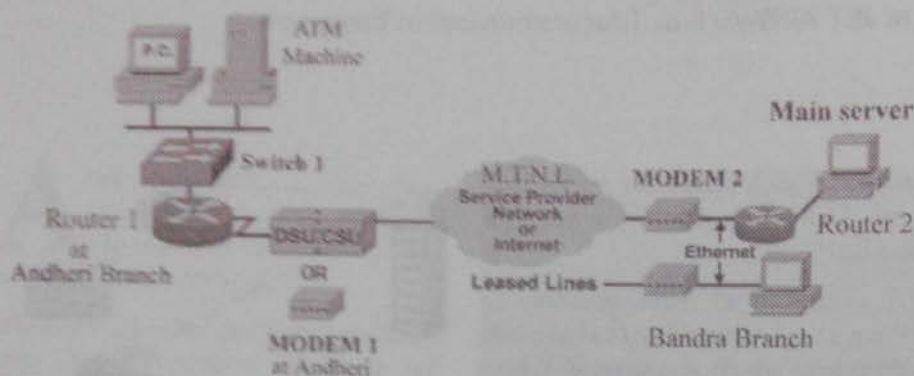 P.C.
ATM
Machine
Switch 1
Router 1
at
Andheri Branch
DSU/CSU
OR
MODEM 1
at Andheri
M.T.N.L.
Service Provider
Network
or
Internet
Leased Lines
MODEM 2
Ethernet
Main server
Router 2
Bandra Branch